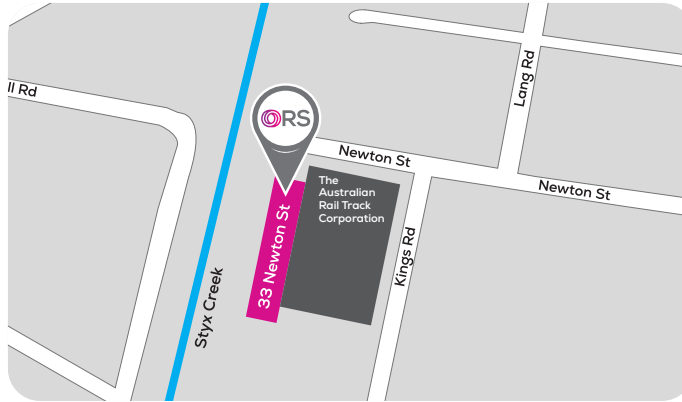 ll Rd
Lang Rd
ORS
Newton St
The
Australian
Rail Track
Corporation
Newton St
33 Newton St
Kings Rd
Styx Creek